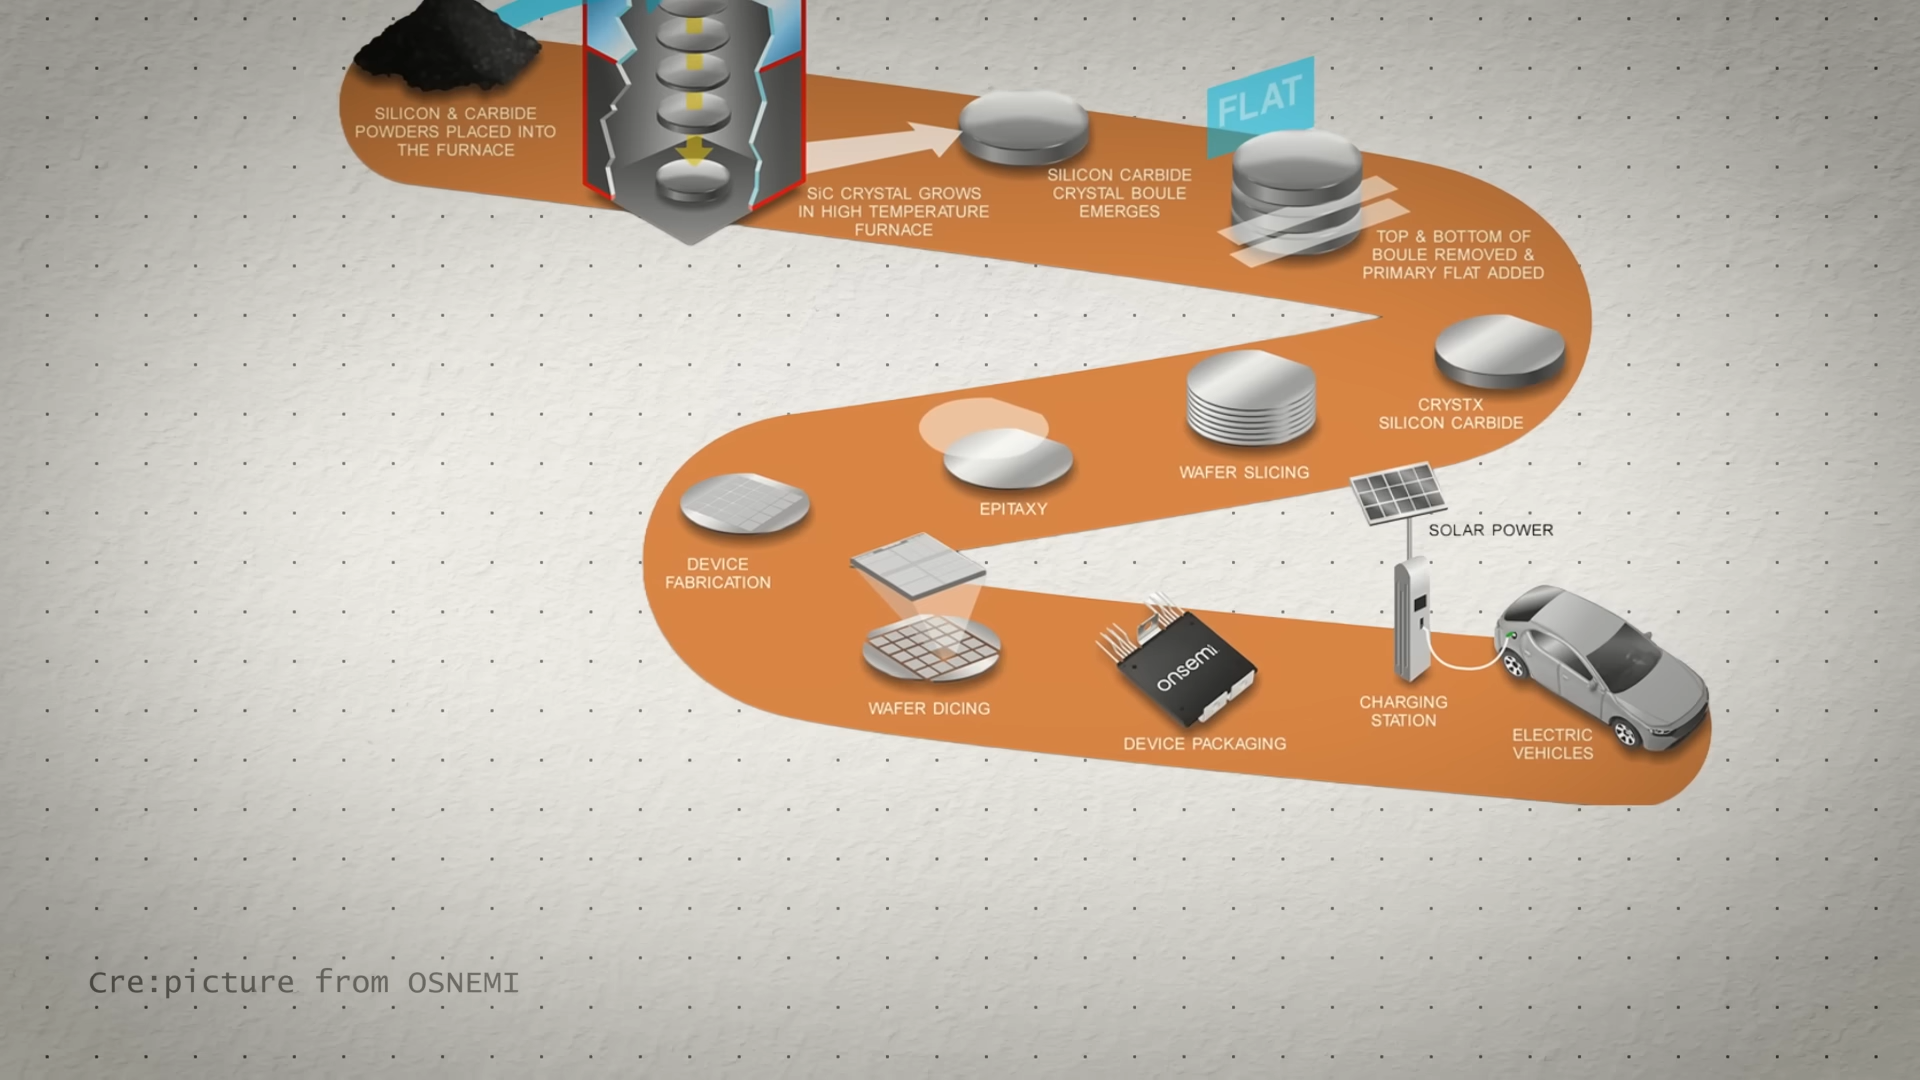 SILICON & CARBIDE
POWDERS PLACED INTO
THE FURNACE
SiC CRYSTAL GROWS
IN HIGH TEMPERATURE
FURNACE
SILICON CARBIDE
CRYSTAL BOULE
EMERGES
FLAT
TOP & BOTTOM OF
BOULE REMOVED &
PRIMARY FLAT ADDED
CRYSTX
SILICON CARBIDE
WAFER SLICING
EPITAXY
DEVICE
FABRICATION
WAFER DICING
onsemi
DEVICE PACKAGING
SOLAR POWER
CHARGING
STATION
ELECTRIC
VEHICLES
Cre:picture from OSNEMI